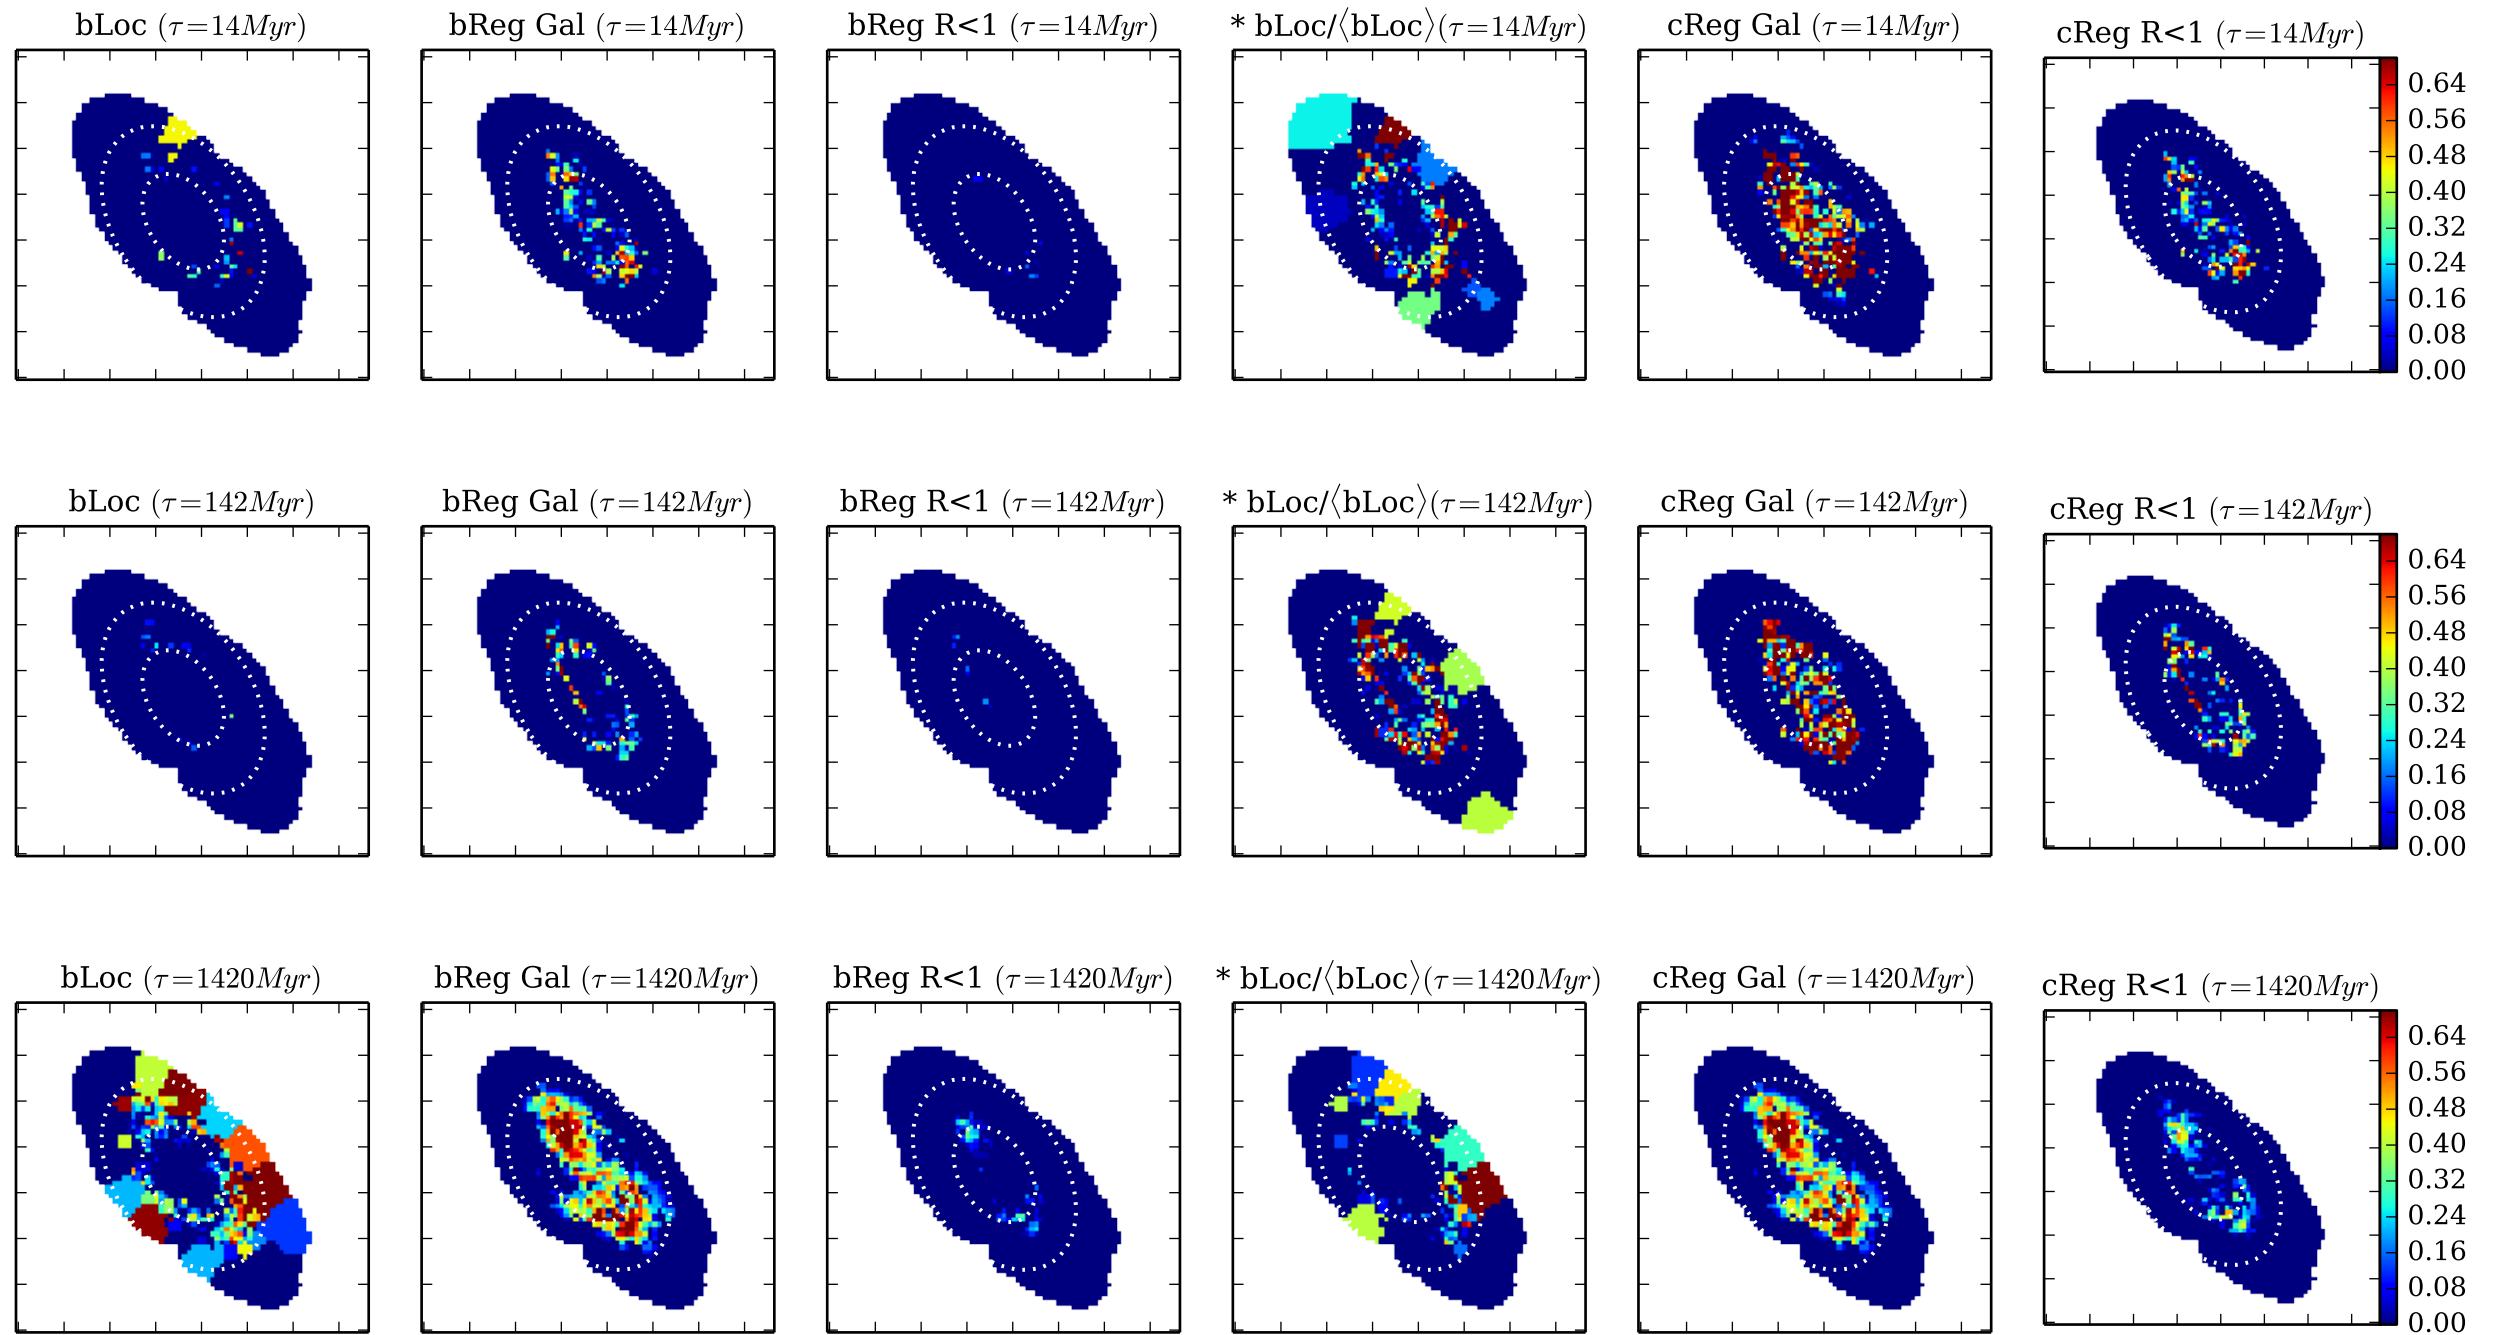 bLoc (τ=14Myr)
bReg Gal (τ=14Myr)
bReg R<1 (τ=14Myr)
* bLoc/⟨bLoc⟩(τ=14Myr)
cReg Gal (τ=14Myr)
cReg R<1 (τ=14Myr)
0.64
0.56
0.48
0.40
0.32
0.24
0.16
0.08
0.00
bLoc (τ=142Myr)
bReg Gal (τ=142Myr)
bReg R<1 (τ=142Myr)
* bLoc/⟨bLoc⟩(τ=142Myr)
cReg Gal (τ=142Myr)
cReg R<1 (τ=142Myr)
0.64
0.56
0.48
0.40
0.32
0.24
0.16
0.08
0.00
bLoc (τ=1420Myr)
bReg Gal (τ=1420Myr)
bReg R<1 (τ=1420Myr)
* bLoc/⟨bLoc⟩(τ=1420Myr)
cReg Gal (τ=1420Myr)
cReg R<1 (τ=1420Myr)
0.64
0.56
0.48
0.40
0.32
0.24
0.16
0.08
0.00